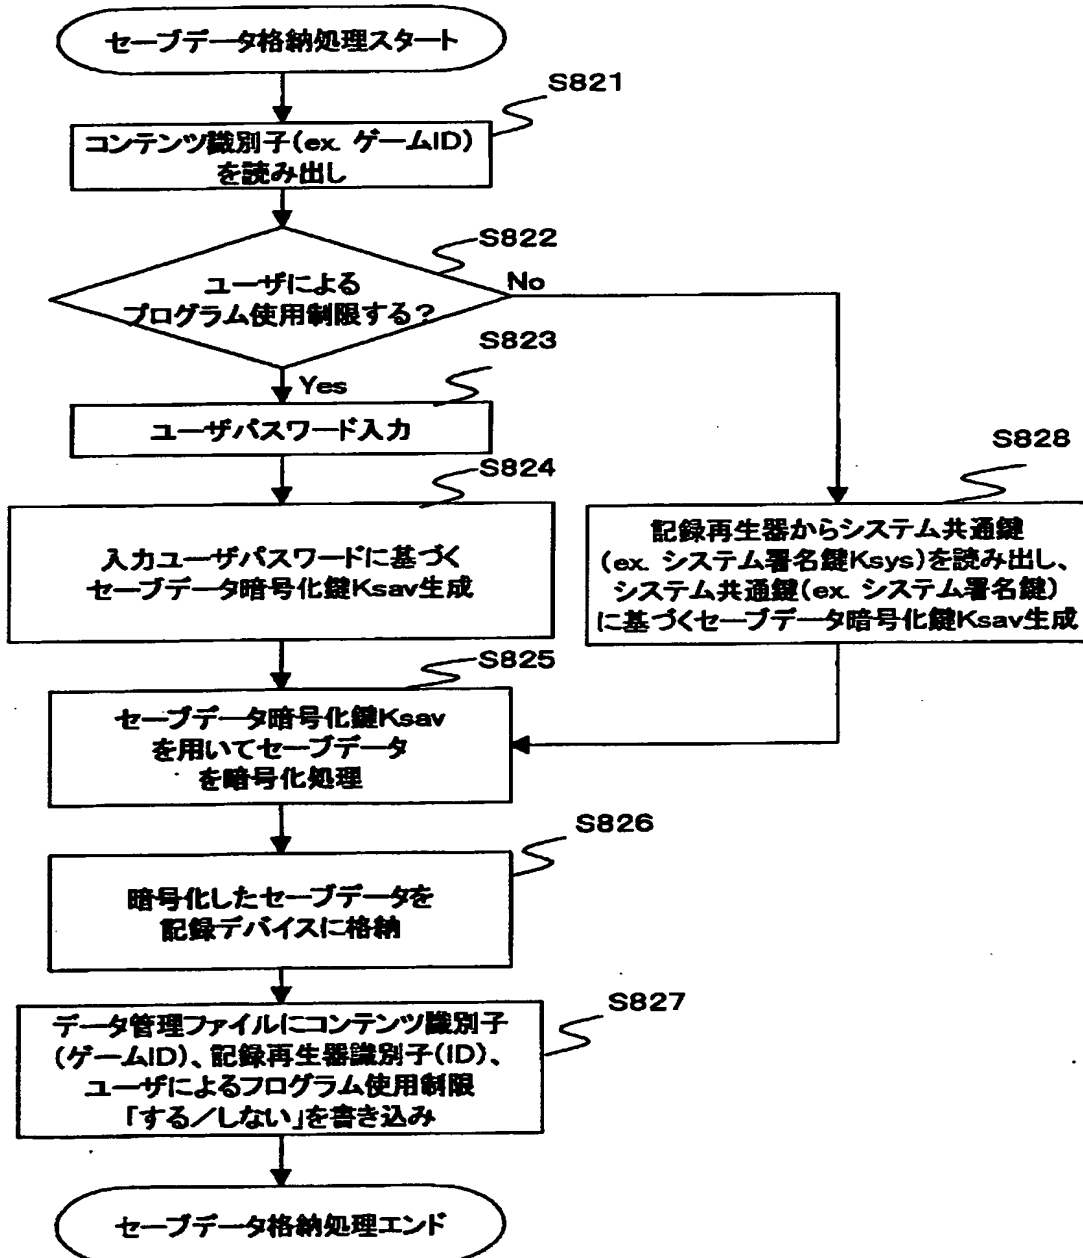 セーブデータ格納処理スタート
S821
コンテンツ識別子(ex. ゲームID)
を読み出し
S822
ユーザによる
プログラム使用制限する?
No
S823
Yes
ユーザパスワード入力
S824
入力ユーザパスワードに基づく
セーブデータ暗号化鍵Ksav生成
S828
記録再生器からシステム共通鍵
(ex. システム署名鍵Ksys)を読み出し、
システム共通鍵(ex. システム署名鍵)
に基づくセーブデータ暗号化鍵Ksav生成
S825
セーブデータ暗号化鍵Ksav
を用いてセーブデータ
を暗号化処理
S826
暗号化したセーブデータを
記録デバイスに格納
S827
データ管理ファイルにコンテンツ識別子
(ゲームID)、記録再生器識別子(ID)、
ユーザによるフログラム使用制限
「する/しない」を書き込み
セーブデータ格納処理エンド